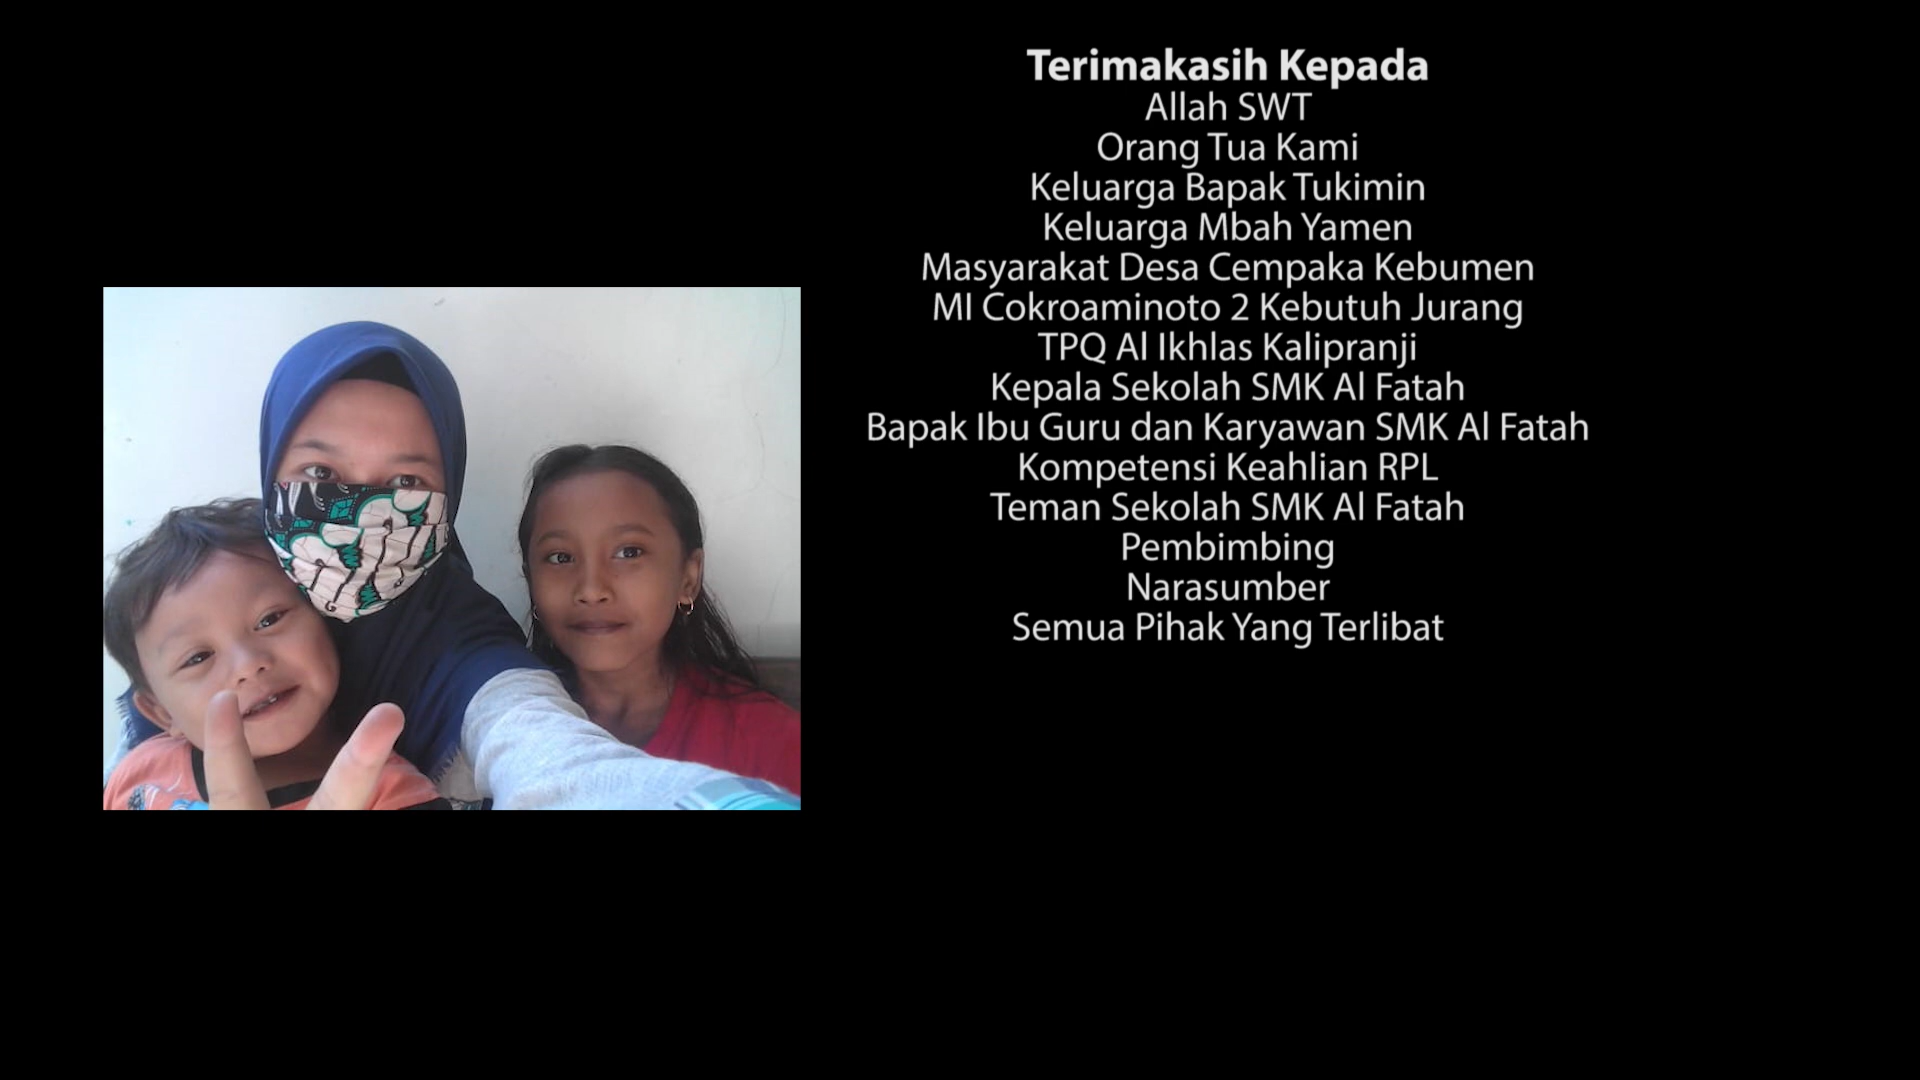 Terimakasih Kepada
Allah SWT
Orang Tua Kami
Keluarga Bapak Tukimin
Keluarga Mbah Yamen
Masyarakat Desa Cempaka Kebumen
MI Cokroaminoto 2 Kebutuh Jurang
TPQ Al Ikhlas Kalipranji
Kepala Sekolah SMK Al Fatah
Bapak Ibu Guru dan Karyawan SMK Al Fatah
Kompetensi Keahlian RPL
Teman Sekolah SMK Al Fatah
Pembimbing
Narasumber
Semua Pihak Yang Terlibat